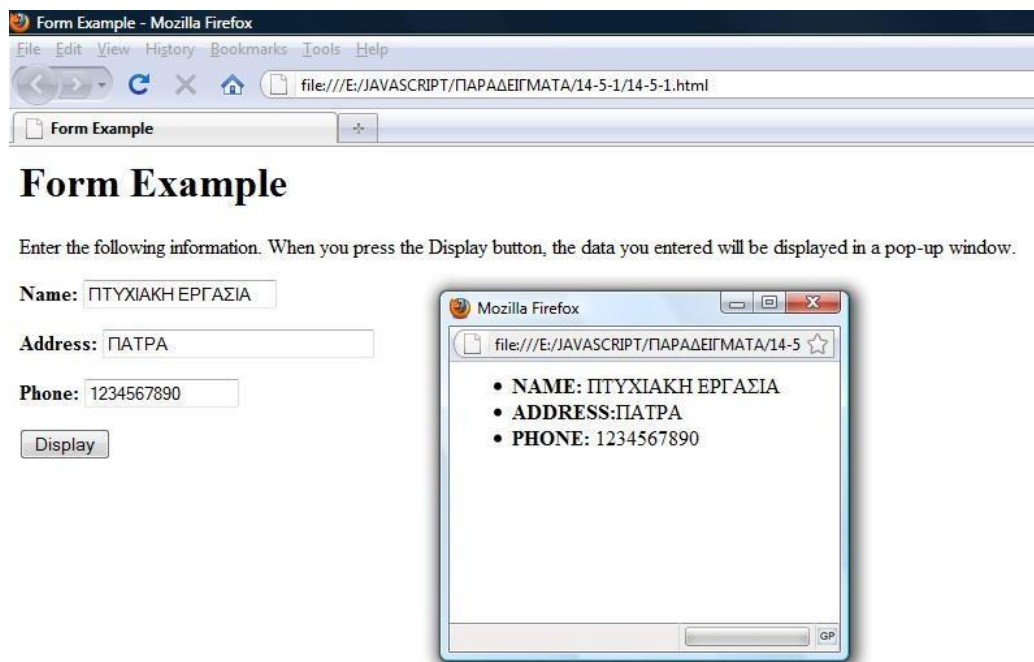 Form Example - Mozilla Firefox
File Edit View History Bookmarks Tools Help
file:///E:/JAVASCRIPT/ΠΑΡΑΔΕΙΓΜΑΤΑ/14-5-1/14-5-1.html
Form Example
Form Example
Enter the following information. When you press the Display button, the data you entered will be displayed in a pop-up window.
Name: ΠΤΥΧΙΑΚΗ ΕΡΓΑΣΙΑ
Address: ΠΑΤΡΑ
Phone: 1234567890
Display
Mozilla Firefox
file:///E:/JAVASCRIPT/ΠΑΡΑΔΕΙΓΜΑΤΑ/14-5
• NAME: ΠΤΥΧΙΑΚΗ ΕΡΓΑΣΙΑ
• ADDRESS:ΠΑΤΡΑ
• PHONE: 1234567890
GP